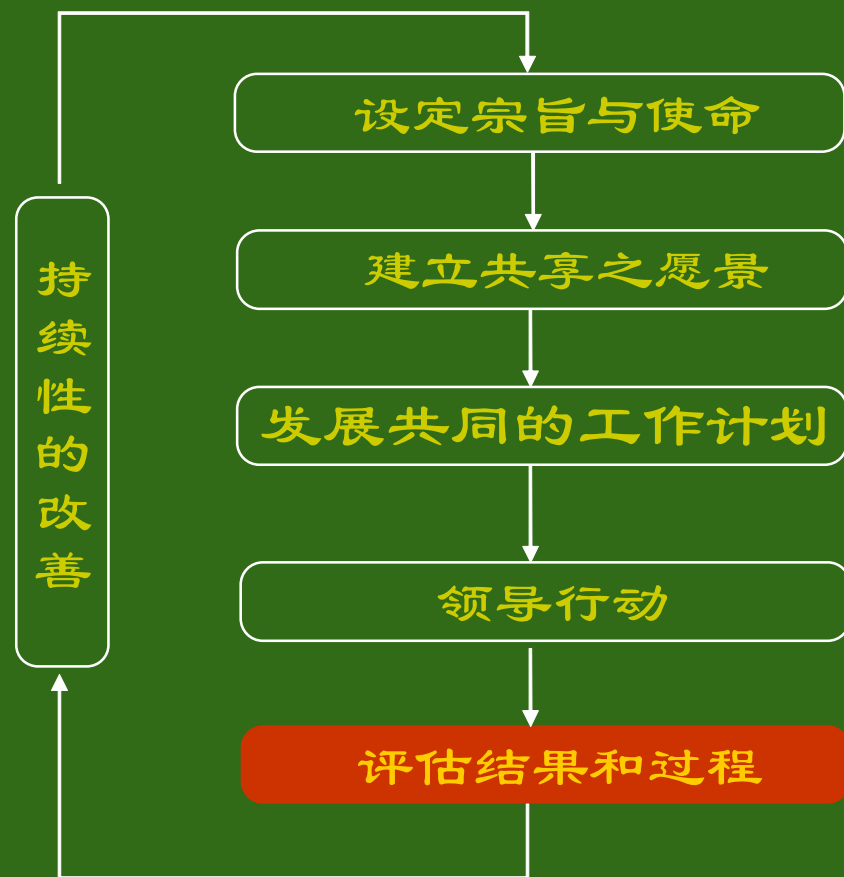 设定宗旨与使命
建立共享之愿景
发展共同的工作计划
领导行动
评估结果和过程
持续性的改善